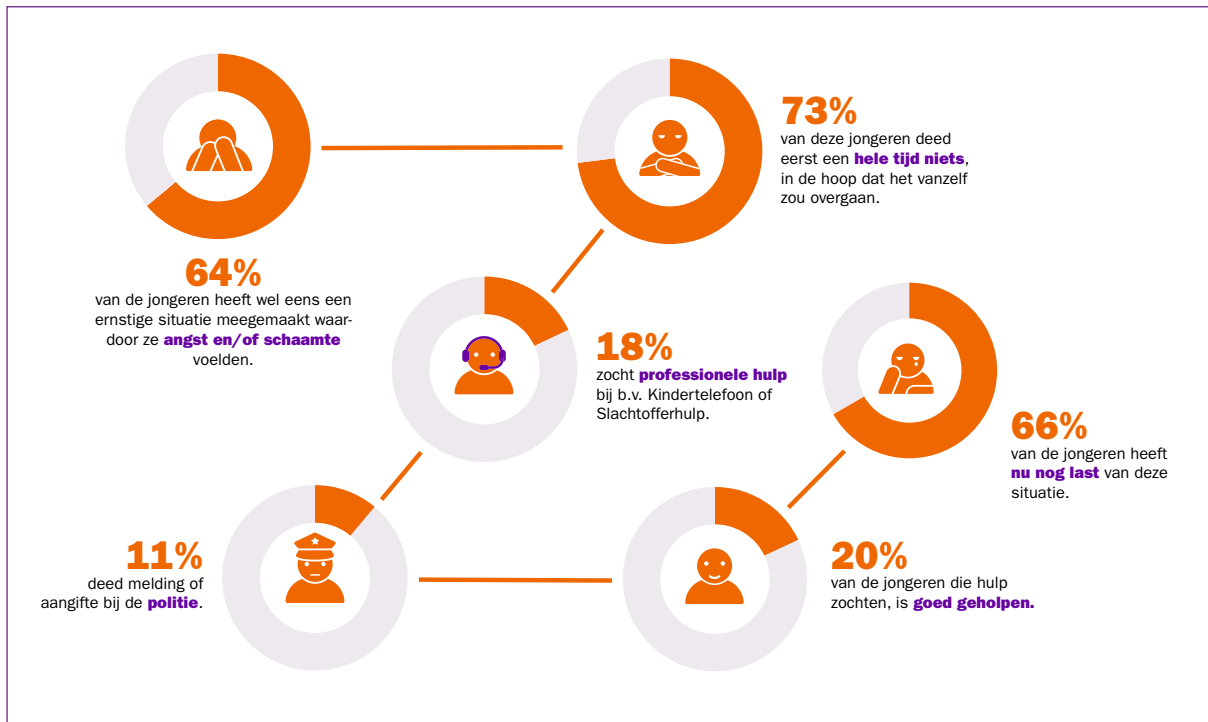 64%
van de jongeren heeft wel eens een
ernstige situatie meegemaakt waar-
door ze angst en/of schaamte
voelden.
73%
van deze jongeren deed
eerst een hele tijd niets,
in de hoop dat het vanzelf
zou overgaan.
18%
zocht professionele hulp
bij b.v. Kindertelefoon of
Slachtofferhulp.
11%
deed melding of
aangifte bij de politie.
20%
van de jongeren die hulp
zochten, is goed geholpen.
66%
van de jongeren heeft
nu nog last van deze
situatie.